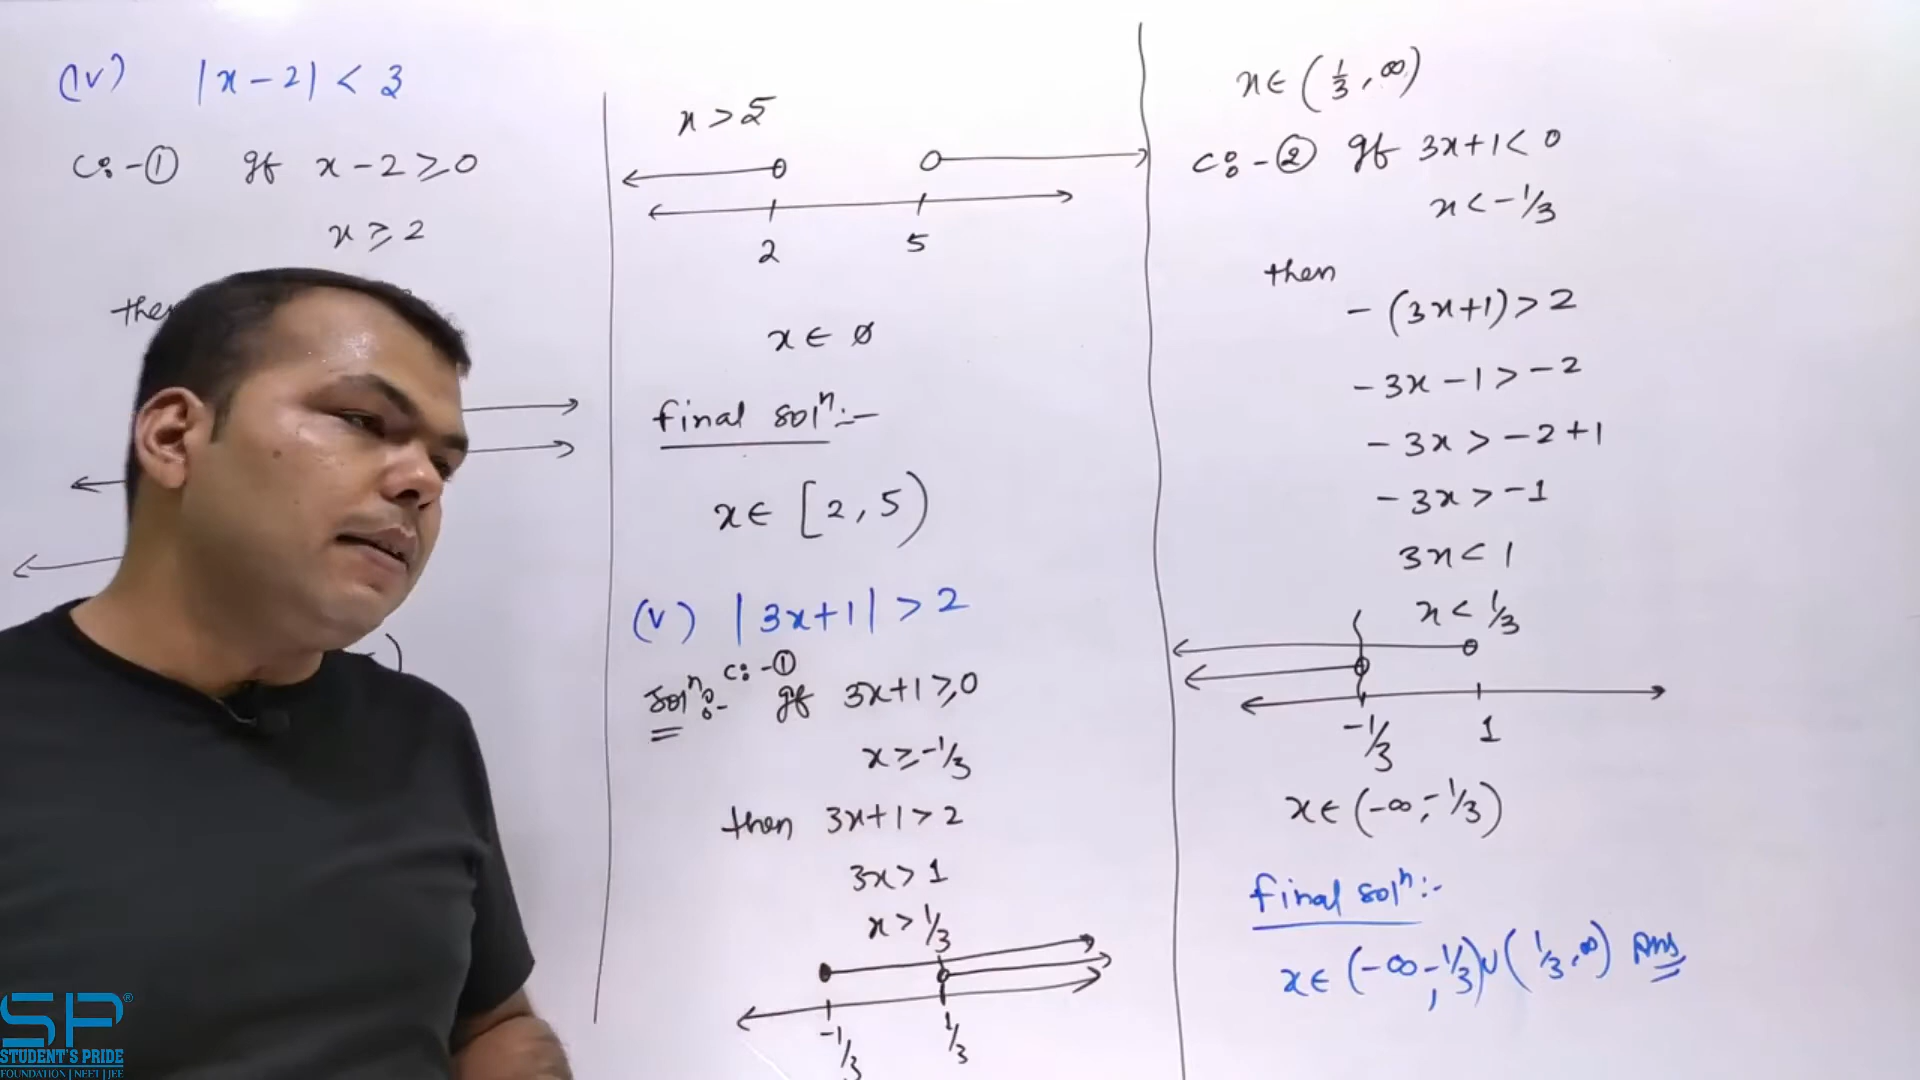 (iv) |x-2| < 3
C:-① If x-2 ⩾ 0
x ⩾ 2
x > 5
2 5
x ∈ ø
final solⁿ:-
x ∈ [2, 5)
(v) |3x+1| > 2
Solⁿ:- C:-① If 3x+1 ⩾ 0
x ⩾ -1/3
then 3x+1 > 2
3x > 1
x > 1/3
-1/3 1/3
x ∈ (1/3, ∞)
C:-② If 3x+1 < 0
x < -1/3
then
-(3x+1) > 2
-3x-1 > -2
-3x > -2+1
-3x > -1
3x < 1
x < 1/3
-1/3 1
x ∈ (-∞, -1/3)
final solⁿ:-
x ∈ (-∞, -1/3) ∪ (1/3, ∞) Ans
SP®
STUDENT'S PRIDE
FOUNDATION | NEET | JEE